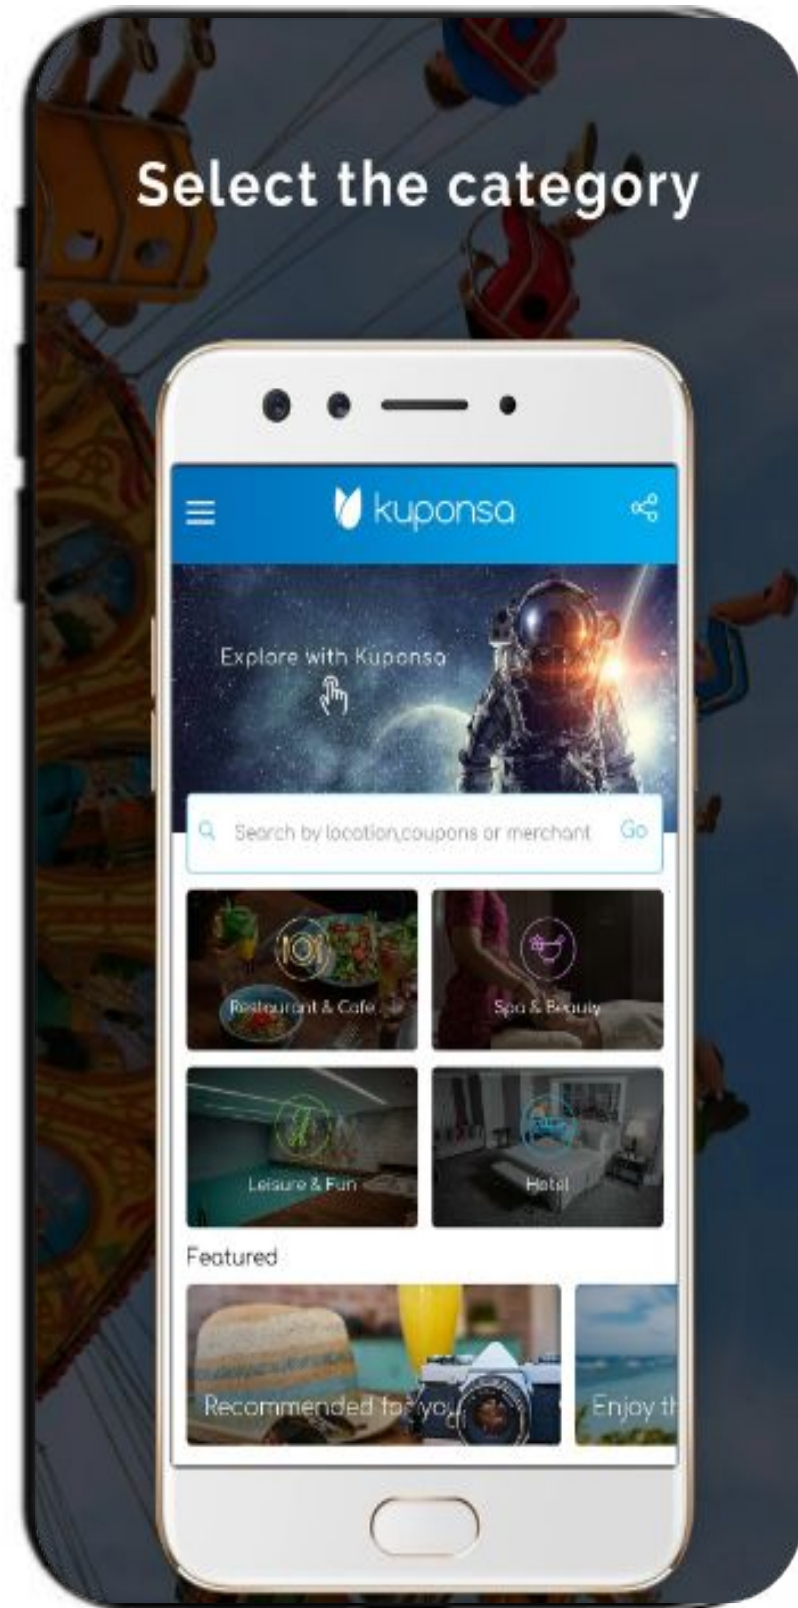 Select the category
kuponsa
Explore with Kuponsa
Search by location,coupons or merchant Go
Restaurant & Cafe
Spa & Beauty
Leisure & Fun
Hotel
Featured
Recommended for you
Enjoy th